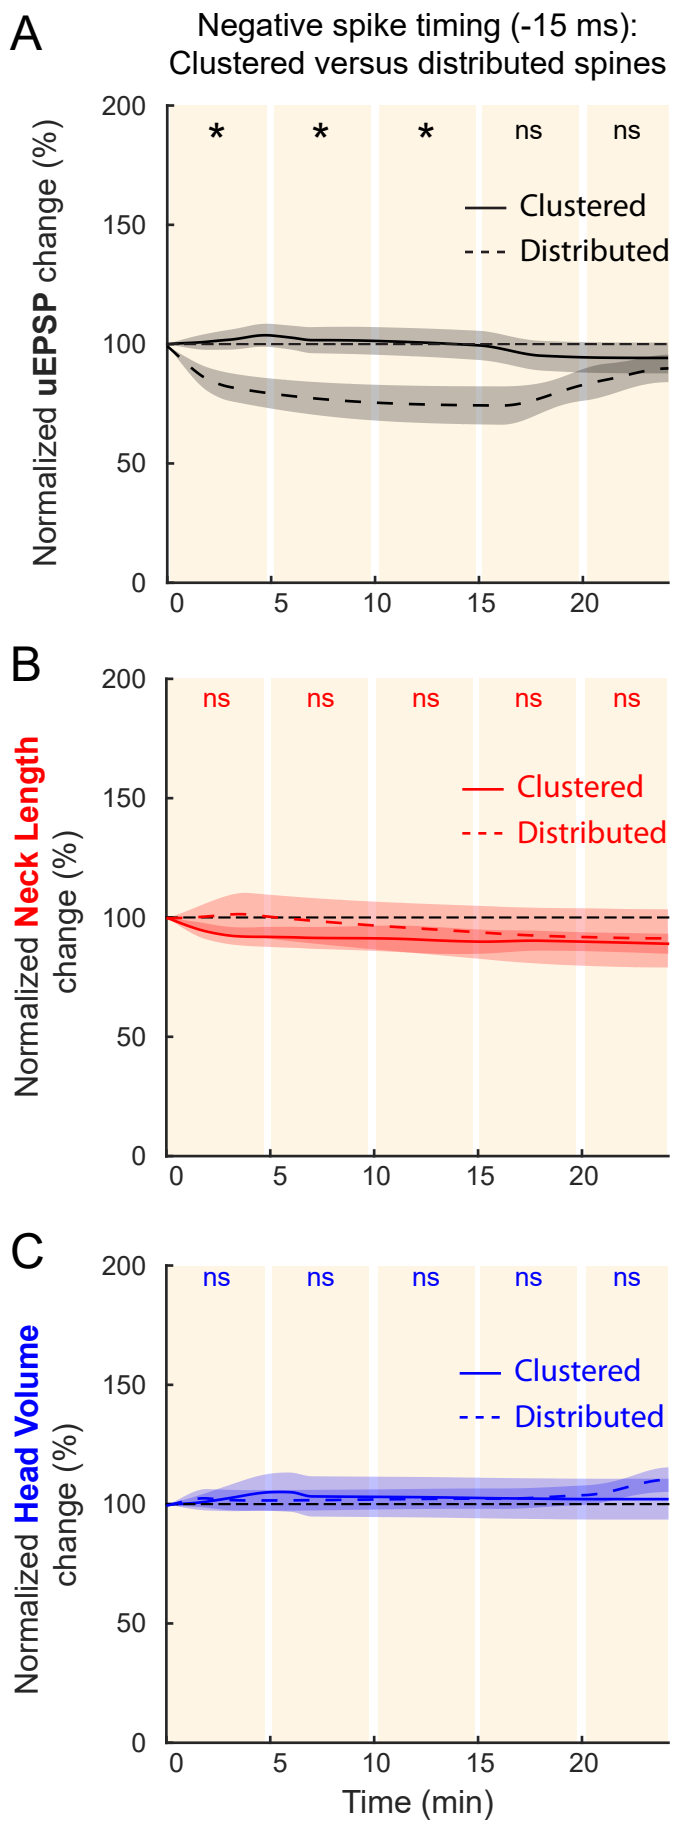 A
Negative spike timing (-15 ms):
Clustered versus distributed spines
Normalized uEPSP change (%)
200
150
100
50
0
* * * ns ns
Clustered
Distributed
0 5 10 15 20
B
Normalized Neck Length
change (%)
200
150
100
50
0
ns ns ns ns ns
Clustered
Distributed
0 5 10 15 20
C
Normalized Head Volume
change (%)
200
150
100
50
0
ns ns ns ns ns
Clustered
Distributed
0 5 10 15 20
Time (min)